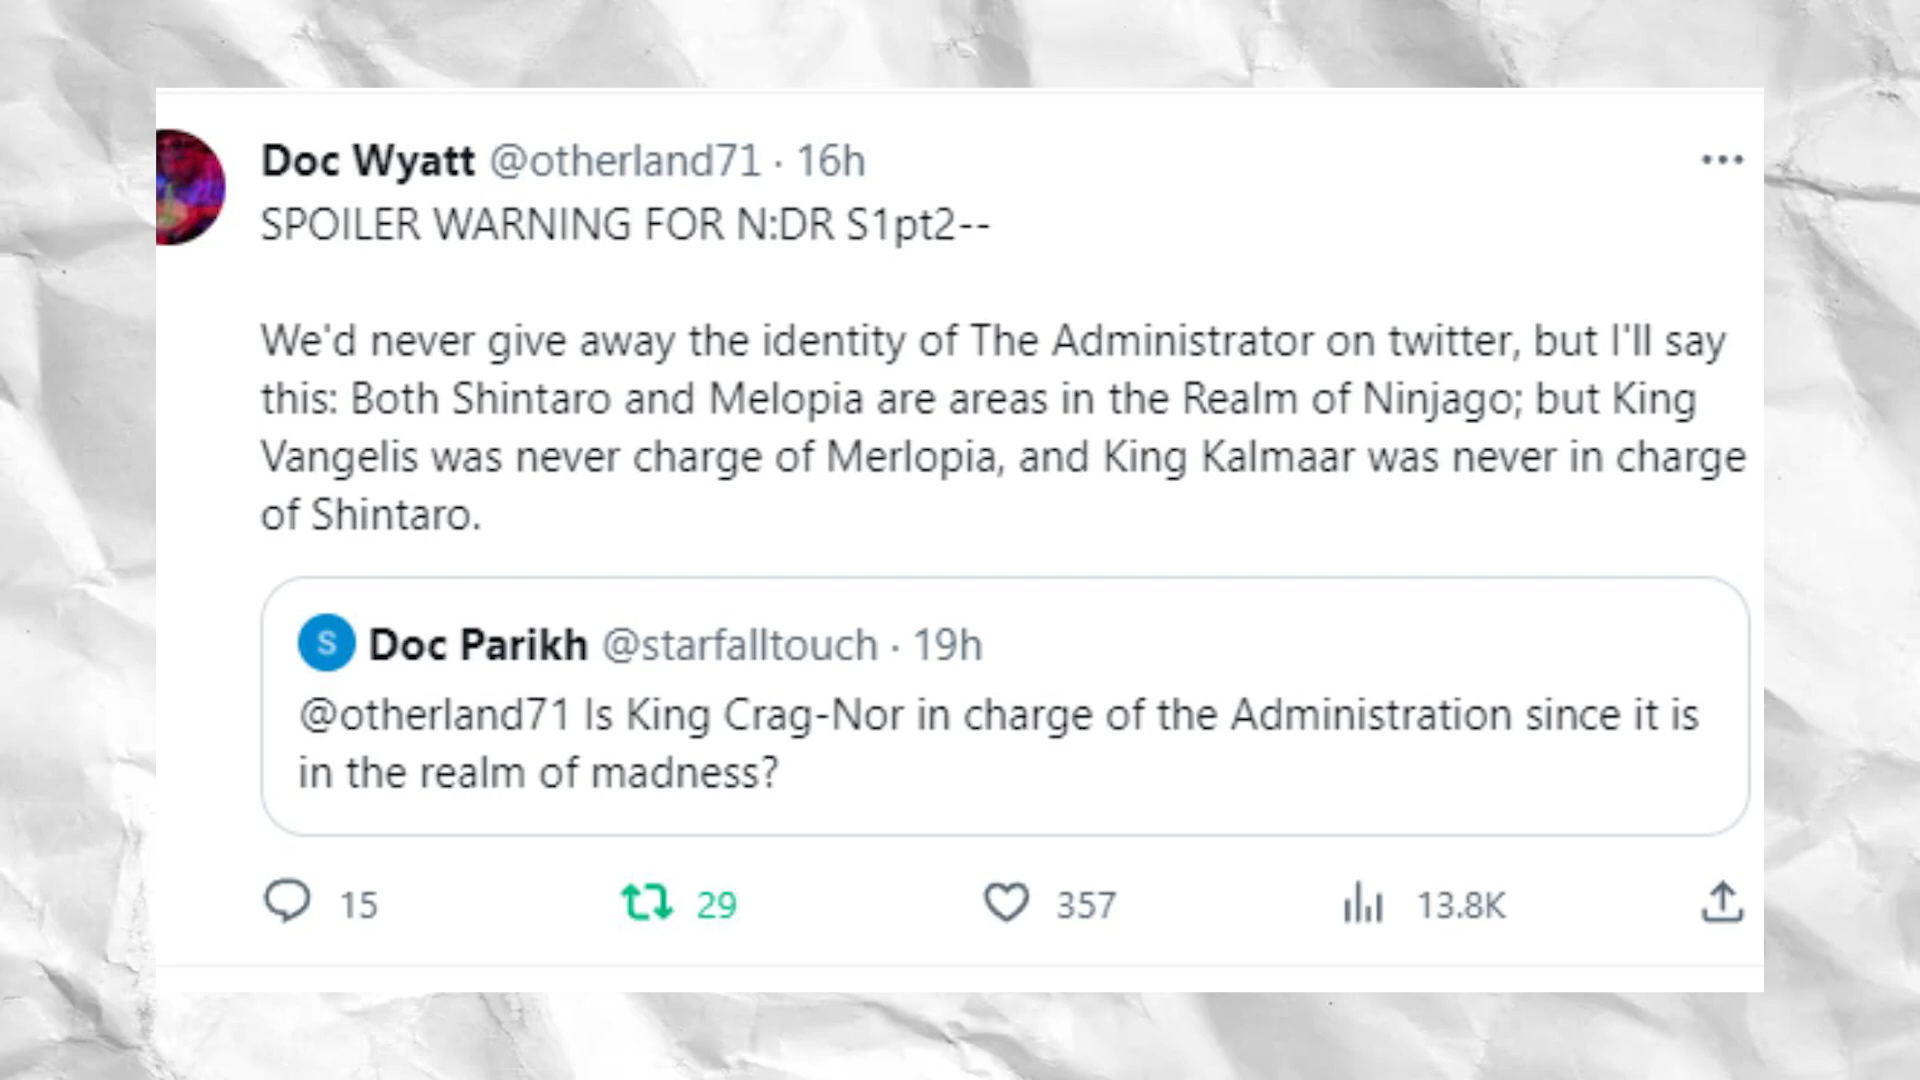 Doc Wyatt @otherland71 · 16h
SPOILER WARNING FOR N:DR S1pt2--
We'd never give away the identity of The Administrator on twitter, but I'll say
this: Both Shintaro and Melopia are areas in the Realm of Ninjago; but King
Vangelis was never charge of Merlopia, and King Kalmaar was never in charge
of Shintaro.
S Doc Parikh @starfalltouch · 19h
@otherland71 Is King Crag-Nor in charge of the Administration since it is
in the realm of madness?
15 29 357 13.8K